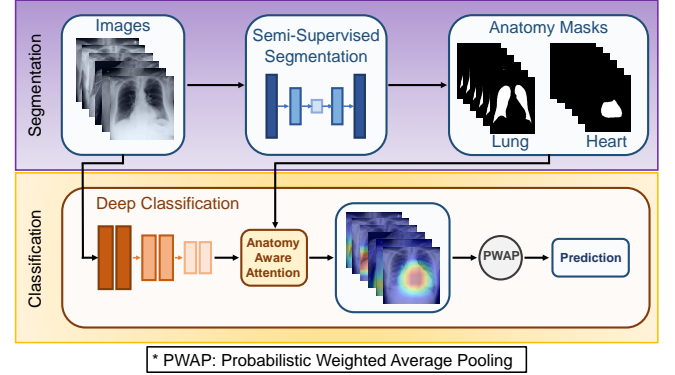 Segmentation
Images
Semi-Supervised
Segmentation
Anatomy Masks
Lung
Heart
Classification
Deep Classification
Anatomy
Aware
Attention
PWAP
Prediction
* PWAP: Probabilistic Weighted Average Pooling